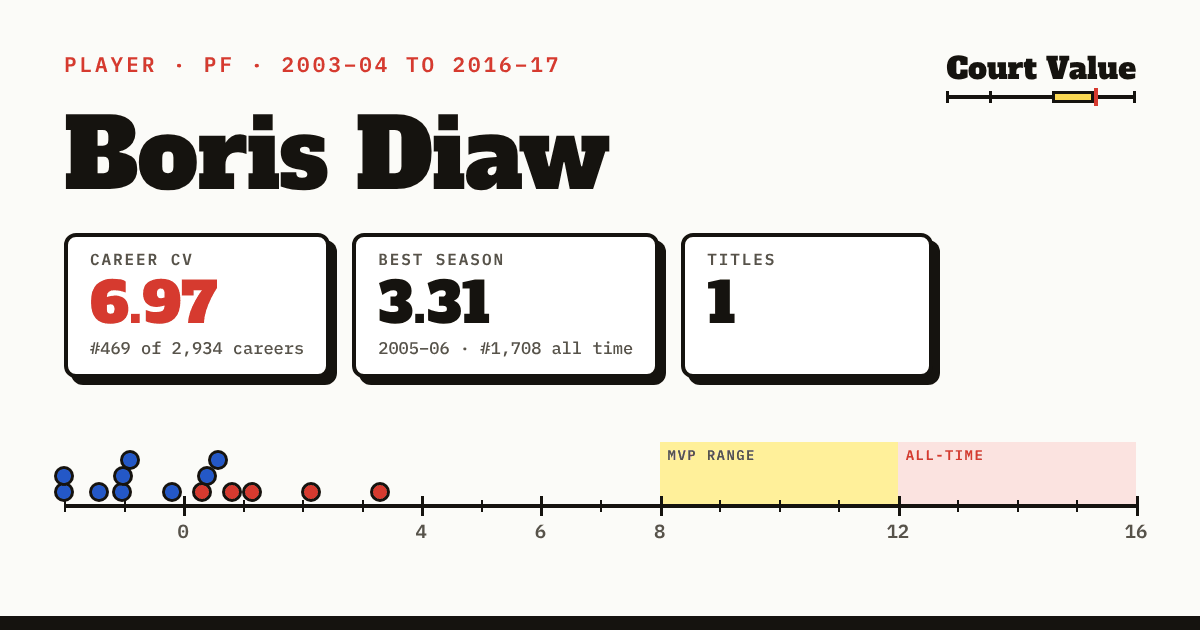 PLAYER · PF · 2003–04 TO 2016–17
Court Value
Boris Diaw
CAREER CV
6.97
#469 of 2,934 careers
BEST SEASON
3.31
2005–06 · #1,708 all time
TITLES
1
MVP RANGE
ALL-TIME
0 4 6 8 12 16